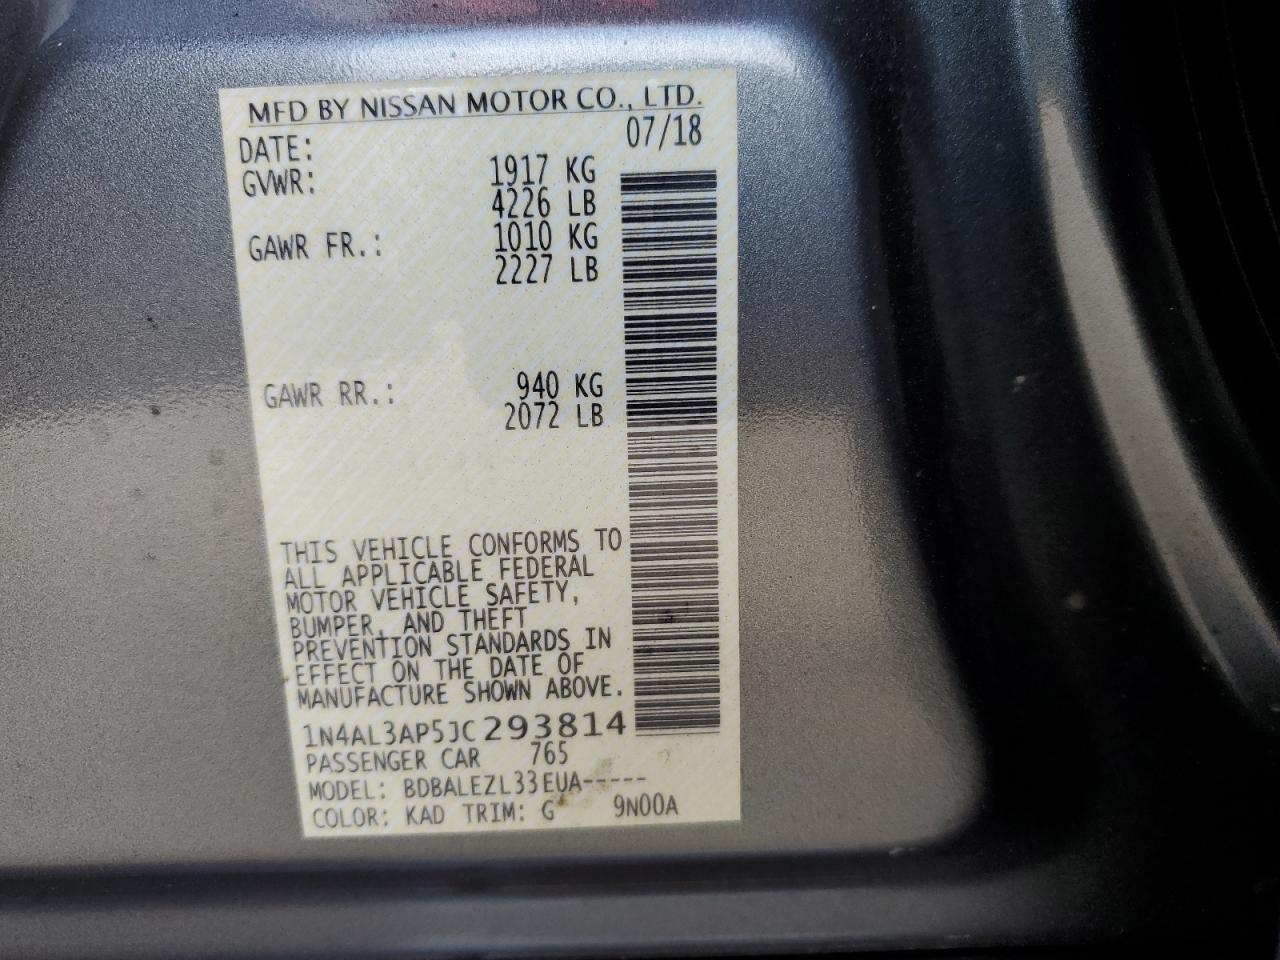 MFD BY NISSAN MOTOR CO., LTD.
DATE: 07/18
GVWR: 1917 KG
4226 LB
GAWR FR.: 1010 KG
2227 LB
GAWR RR.: 940 KG
2072 LB
THIS VEHICLE CONFORMS TO
ALL APPLICABLE FEDERAL
MOTOR VEHICLE SAFETY,
BUMPER, AND THEFT
PREVENTION STANDARDS IN
EFFECT ON THE DATE OF
MANUFACTURE SHOWN ABOVE.
1N4AL3AP5JC293814
PASSENGER CAR 765
MODEL: BDBALEZL33EUA-----
COLOR: KAD TRIM: G 9N00A